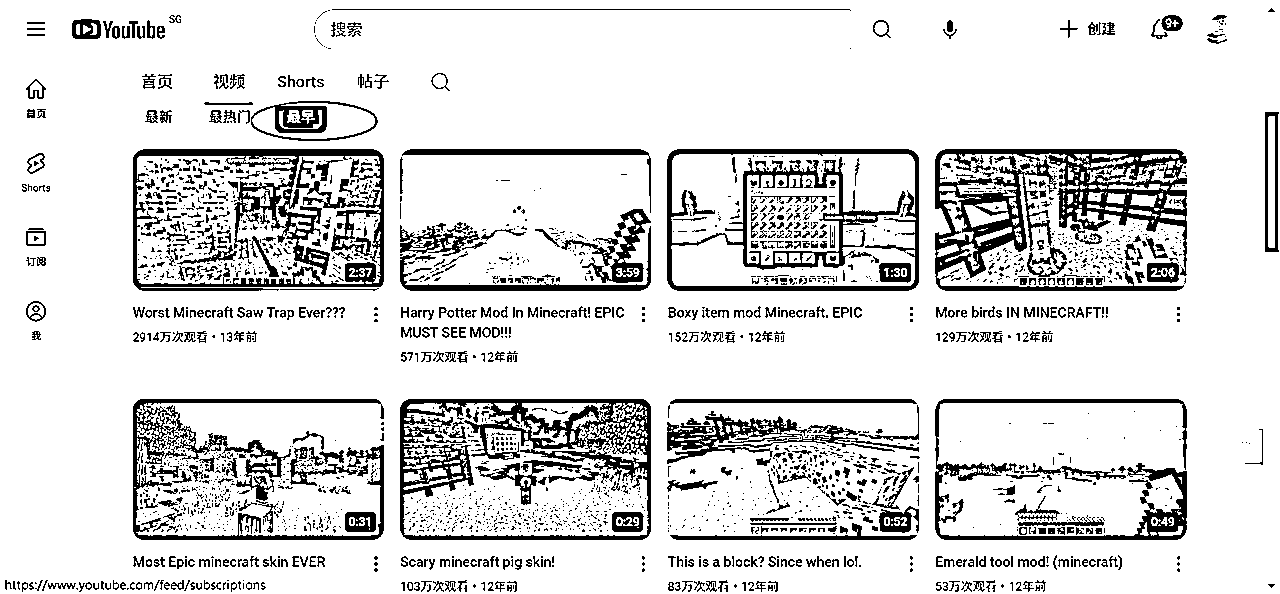 YouTube SG
搜索
创建
9+
首页
视频
Shorts
帖子
首页
最新
最热门
最早
Shorts
订阅
我
2:37
3:59
1:30
2:06
Worst Minecraft Saw Trap Ever???
2914万次观看・13年前
Harry Potter Mod In Minecraft! EPIC
MUST SEE MOD!!!
571万次观看・12年前
Boxy item mod Minecraft, EPIC
152万次观看・12年前
More birds IN MINECRAFT!!
129万次观看・12年前
0:31
0:29
0:52
0:49
Most Epic minecraft skin EVER
Scary minecraft pig skin!
103万次观看・12年前
This is a block? Since when lol.
83万次观看・12年前
Emerald tool mod! (minecraft)
53万次观看・12年前
https://www.youtube.com/feed/subscriptions